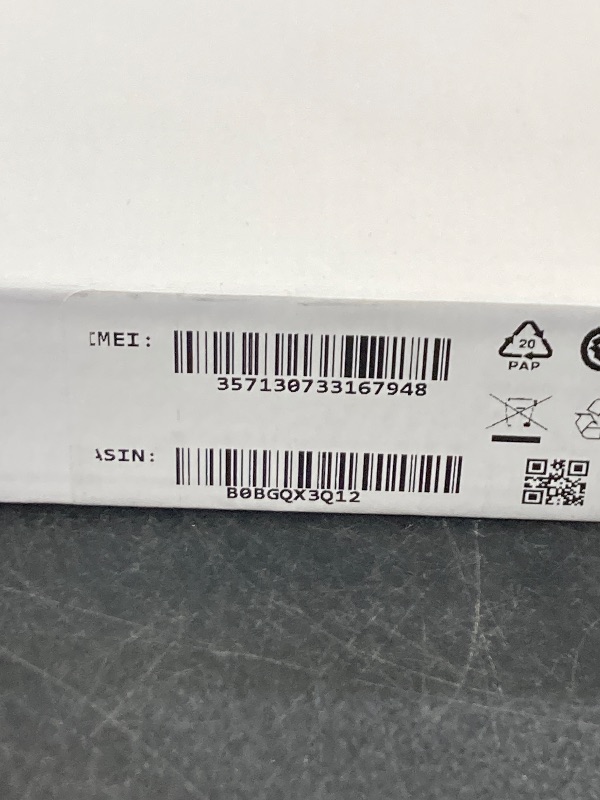 IMEI:
357130733167948
20
PAP
ASIN:
B0BGQX3Q12